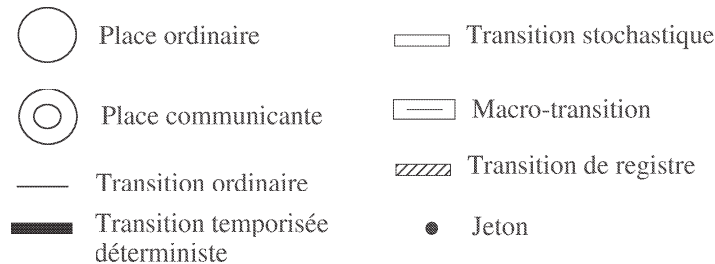 Place ordinaire
Place communicante
Transition ordinaire
Transition temporisée
déterministe
Transition stochastique
Macro-transition
Transition de registre
Jeton